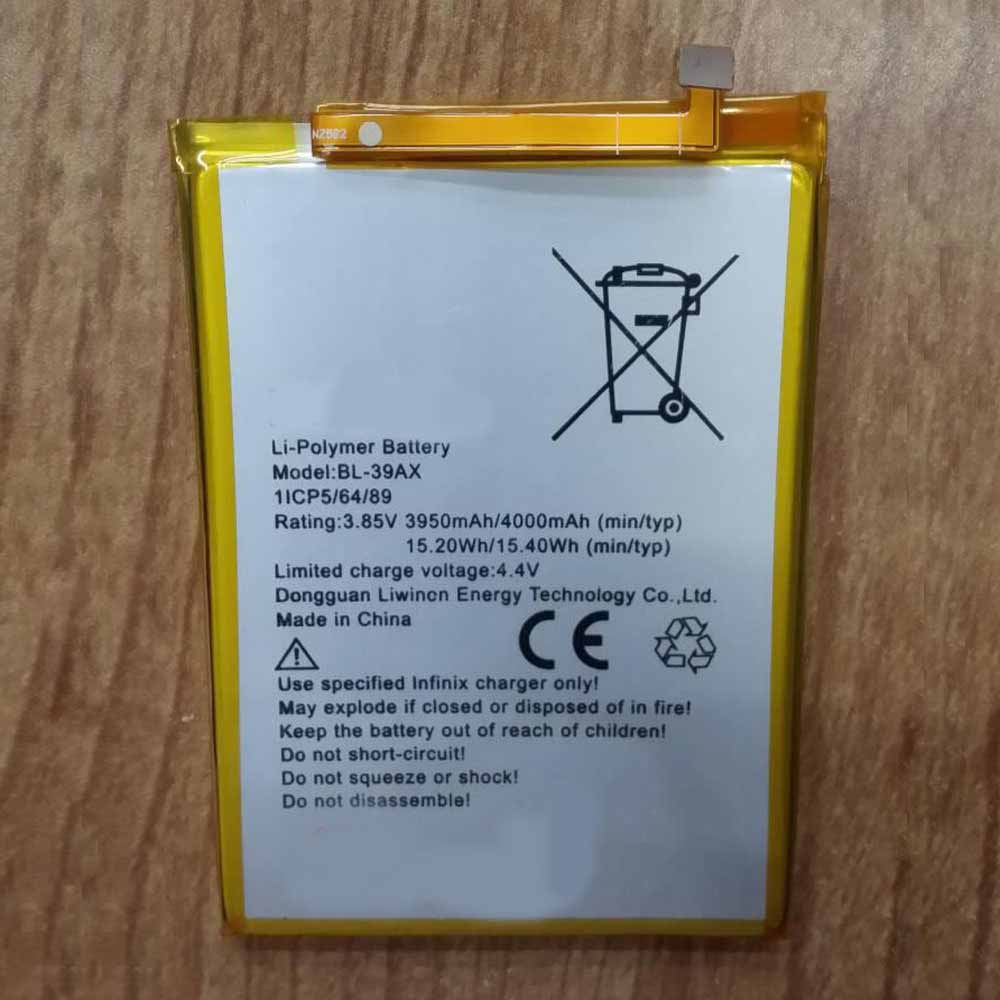 N2502
Li-Polymer Battery
Model:BL-39AX
1ICP5/64/89
Rating:3.85V 3950mAh/4000mAh (min/typ)
15.20Wh/15.40Wh (min/typ)
Limited charge voltage:4.4V
Dongguan Liwinon Energy Technology Co.,Ltd.
Made in China
CE
Use specified Infinix charger only!
May explode if closed or disposed of in fire!
Keep the battery out of reach of children!
Do not short-circuit!
Do not squeeze or shock!
Do not disassemble!